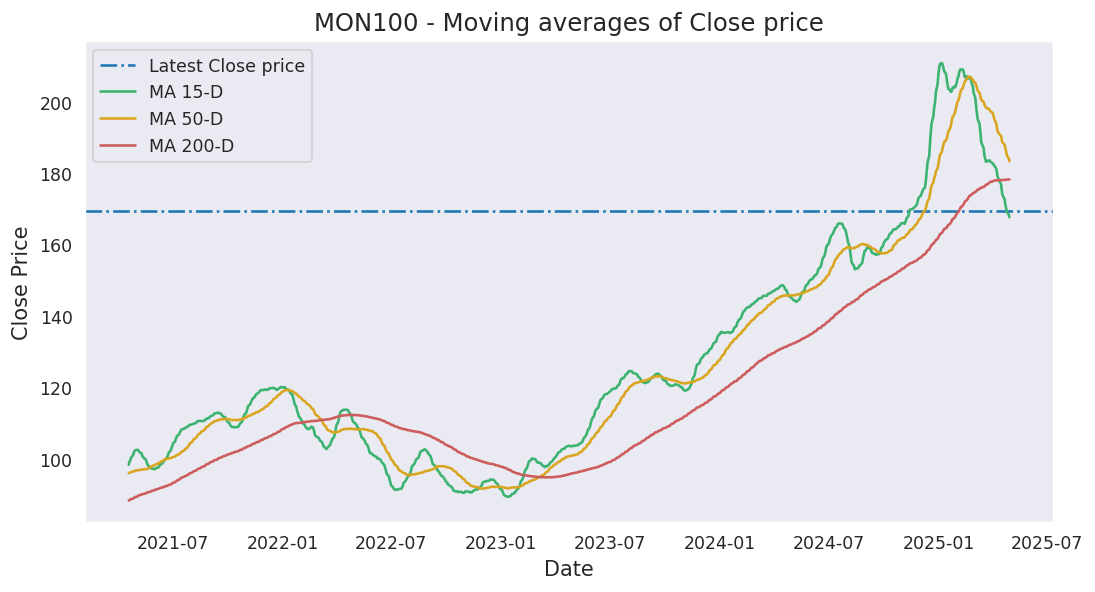 MON100 - Moving averages of Close price
Latest Close price
MA 15-D
MA 50-D
MA 200-D
Close Price
200
180
160
140
120
100
2021-07 2022-01 2022-07 2023-01 2023-07 2024-01 2024-07 2025-01 2025-07
Date